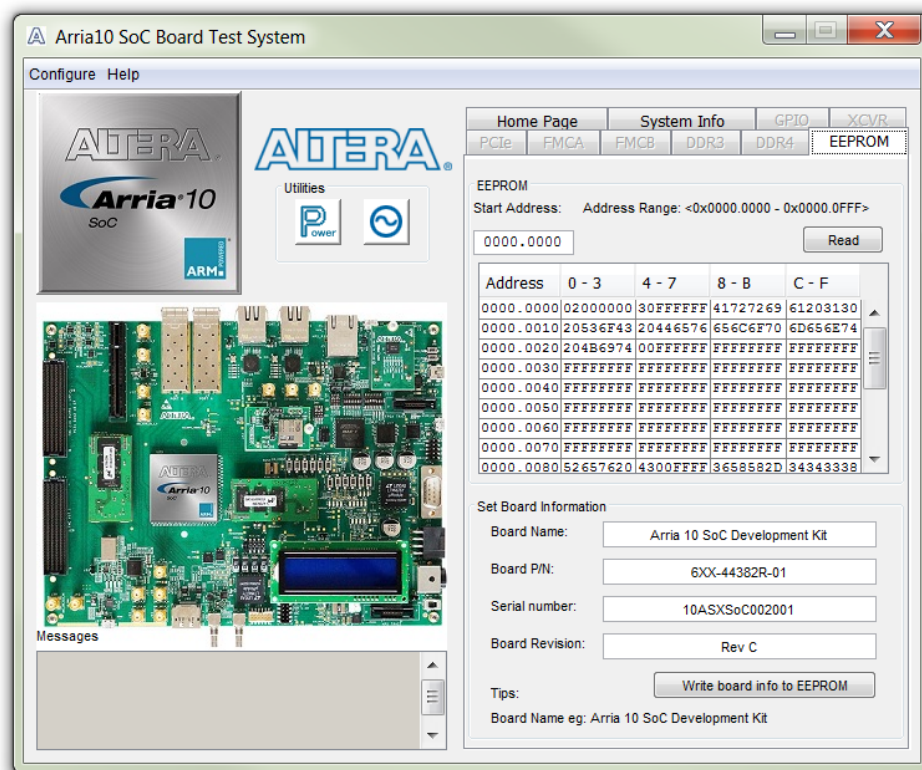 Arria10 SoC Board Test System
Configure Help
ALTERA
Arria 10
SoC
ARM
POWERED
ALTERA
Utilities
Power
Messages
Home Page System Info GPIO XCVR
PCIe FMCA FMCB DDR3 DDR4 EEPROM
EEPROM
Start Address: Address Range: <0x0000.0000 - 0x0000.0FFF>
0000.0000 Read
Address 0 - 3 4 - 7 8 - B C - F
0000.0000 02000000 30FFFFFF 41727269 61203130
0000.0010 20536F43 20446576 656C6F70 6D656E74
0000.0020 204B6974 00FFFFFF FFFFFFFF FFFFFFFF
0000.0030 FFFFFFFF FFFFFFFF FFFFFFFF FFFFFFFF
0000.0040 FFFFFFFF FFFFFFFF FFFFFFFF FFFFFFFF
0000.0050 FFFFFFFF FFFFFFFF FFFFFFFF FFFFFFFF
0000.0060 FFFFFFFF FFFFFFFF FFFFFFFF FFFFFFFF
0000.0070 FFFFFFFF FFFFFFFF FFFFFFFF FFFFFFFF
0000.0080 52657620 4300FFFF 3658582D 34343338
Set Board Information
Board Name: Arria 10 SoC Development Kit
Board P/N: 6XX-44382R-01
Serial number: 10ASXSoC002001
Board Revision: Rev C
Write board info to EEPROM
Tips:
Board Name eg: Arria 10 SoC Development Kit
ALTERA
Arria 10